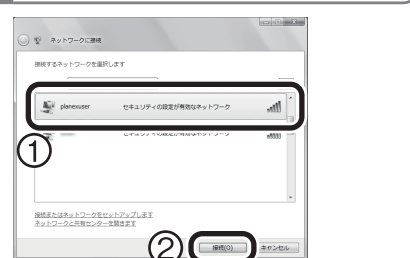 ネットワークに接続
接続するネットワークを選択します
planexuser セキュリティの設定が有効なネットワーク
①
セキュリティの設定が有効なネットワーク
接続またはネットワークをセットアップします
ネットワークと共有センターを開きます
② 接続(O) キャンセル